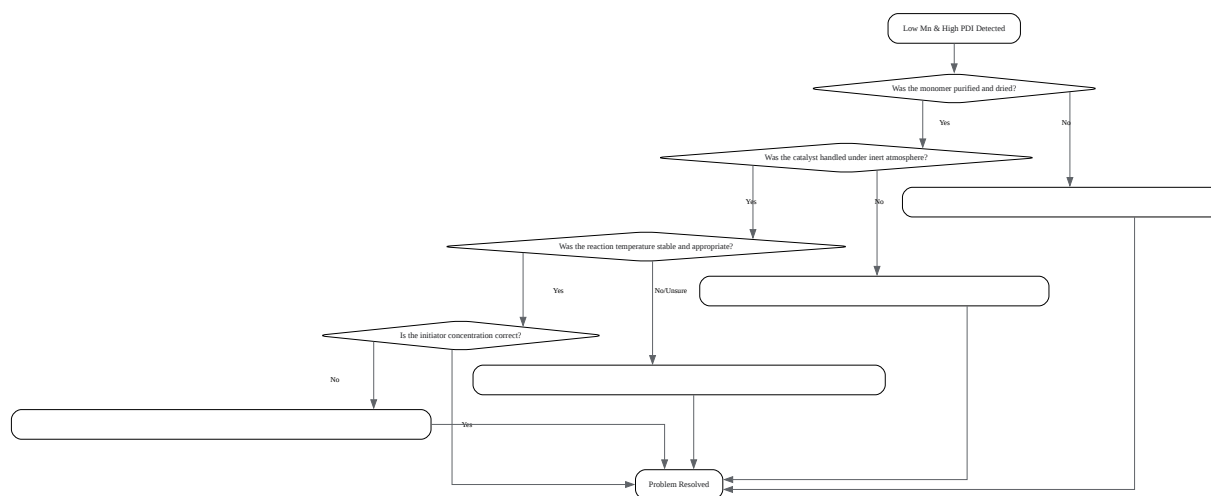 Low Mn & High PDI Detected
Was the monomer purified and dried?
Yes
No
Was the catalyst handled under inert atmosphere?
Yes
No
Was the reaction temperature stable and appropriate?
Yes
No/Unsure
Is the initiator concentration correct?
No
Yes
Problem Resolved